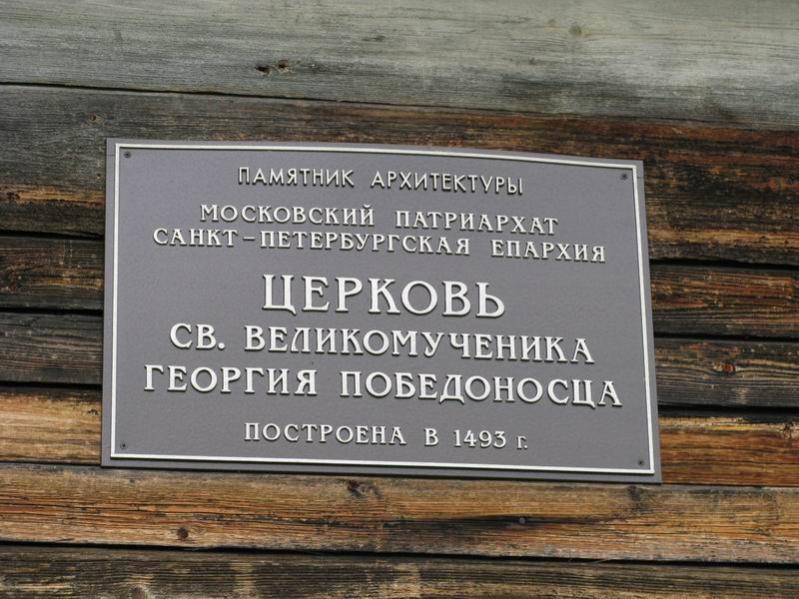 ПАМЯТНИК АРХИТЕКТУРЫ
МОСКОВСКИЙ ПАТРИАРХАТ
САНКТ-ПЕТЕРБУРГСКАЯ ЕПАРХИЯ
ЦЕРКОВЬ
СВ. ВЕЛИКОМУЧЕНИКА
ГЕОРГИЯ ПОБЕДОНОСЦА
ПОСТРОЕНА В 1493 г.